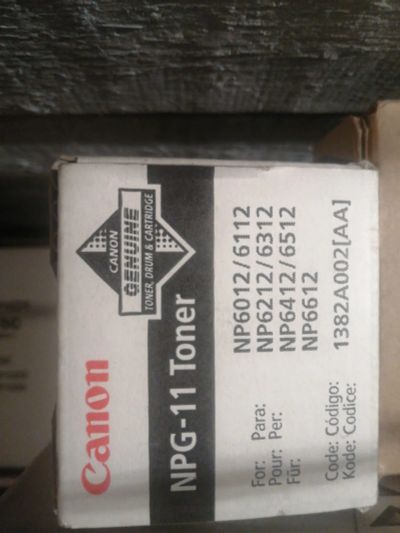 Canon
NPG-11 Toner
CANON
GENUINE
TONER, DRUM & CARTRIDGE
For: Para: NP6012/6112
Pour: Per: NP6212/6312
Für: NP6412/6512
NP6612
Code: Código: 1382A002[AA]
Kode: Codice: